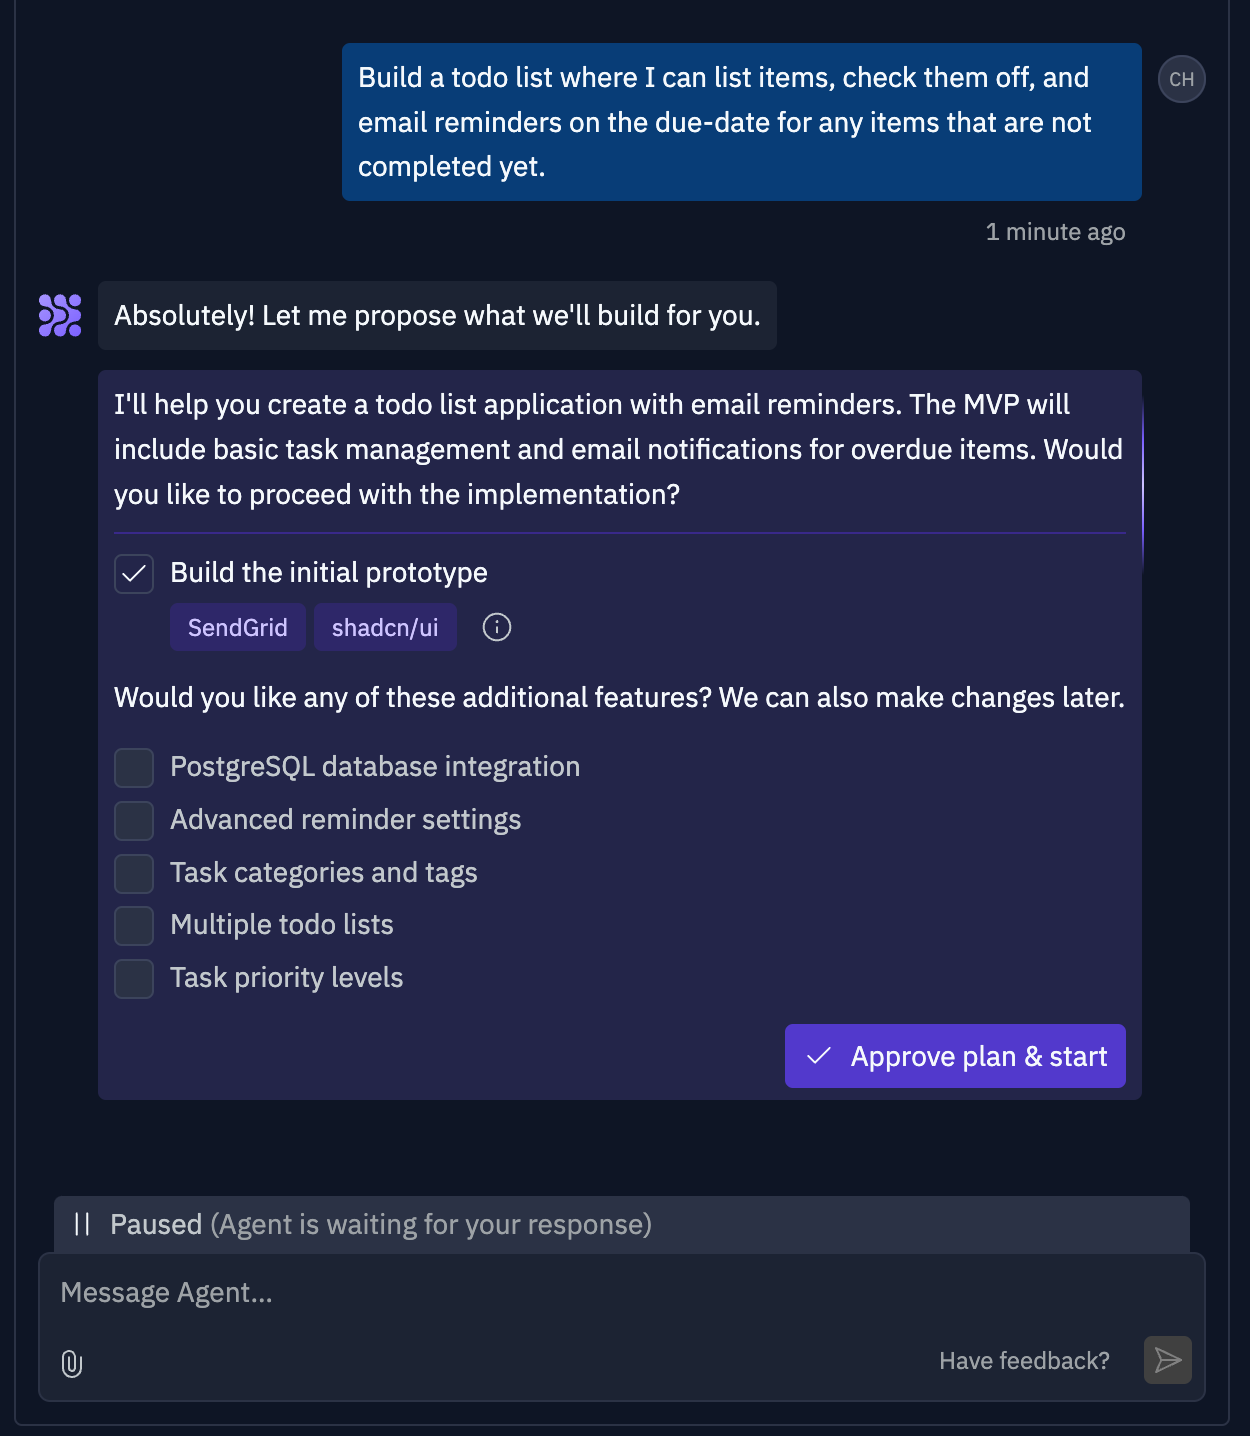 Build a todo list where I can list items, check them off, and
email reminders on the due-date for any items that are not
completed yet.
CH
1 minute ago
Absolutely! Let me propose what we'll build for you.
I'll help you create a todo list application with email reminders. The MVP will
include basic task management and email notifications for overdue items. Would
you like to proceed with the implementation?
Build the initial prototype
SendGrid shadcn/ui
Would you like any of these additional features? We can also make changes later.
PostgreSQL database integration
Advanced reminder settings
Task categories and tags
Multiple todo lists
Task priority levels
Approve plan & start
Paused (Agent is waiting for your response)
Message Agent...
Have feedback?